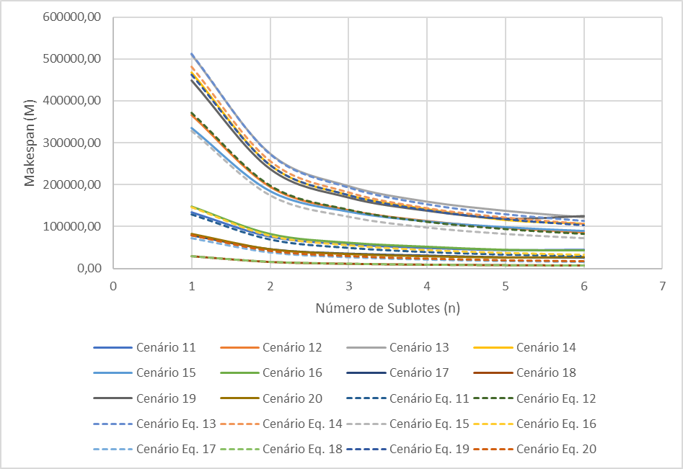 600000,00
500000,00
400000,00
300000,00
200000,00
100000,00
0,00
Makespan (M)
0 1 2 3 4 5 6 7
Número de Sublotes (n)
Cenário 11 Cenário 12 Cenário 13 Cenário 14
Cenário 15 Cenário 16 Cenário 17 Cenário 18
Cenário 19 Cenário 20 Cenário Eq. 11 Cenário Eq. 12
Cenário Eq. 13 Cenário Eq. 14 Cenário Eq. 15 Cenário Eq. 16
Cenário Eq. 17 Cenário Eq. 18 Cenário Eq. 19 Cenário Eq. 20